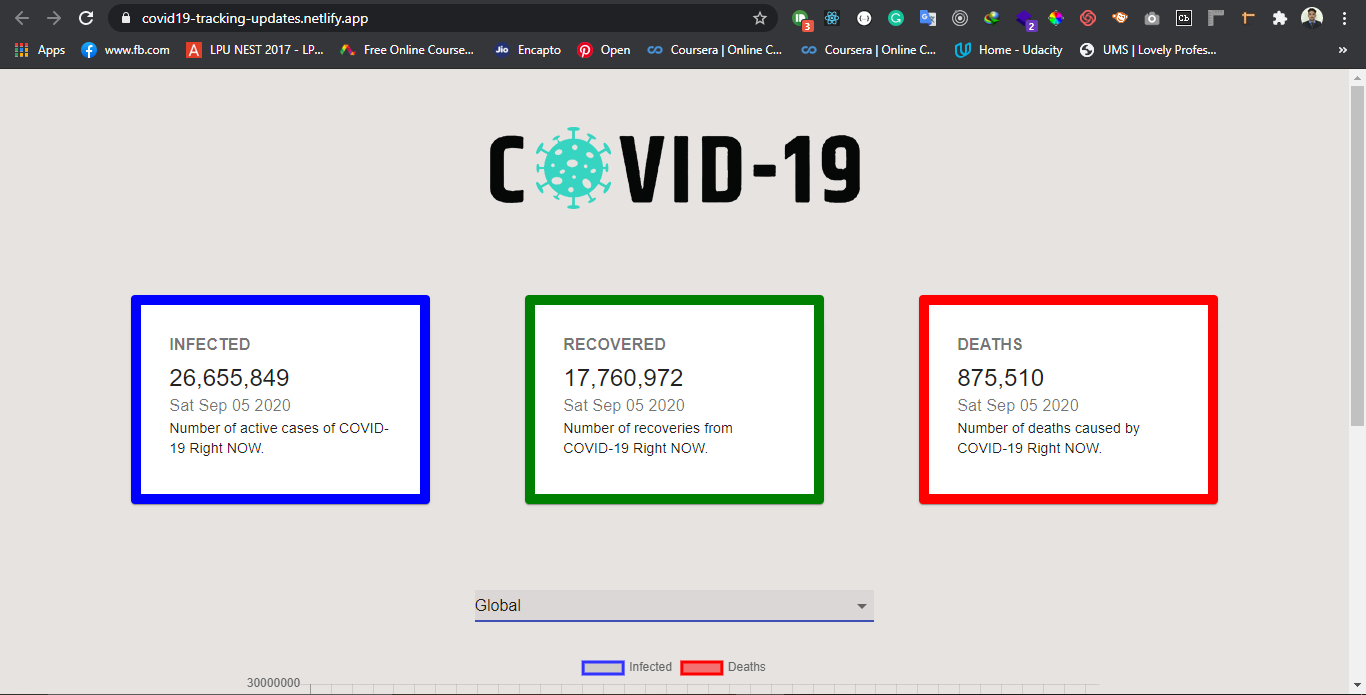 covid19-tracking-updates.netlify.app
3
2
Cb
Apps
www.fb.com
A
LPU NEST 2017 - LP...
Free Online Course...
Jio
Encapto
Open
Coursera | Online C...
Coursera | Online C...
Home - Udacity
UMS | Lovely Profes...
»
COVID-19
INFECTED
26,655,849
Sat Sep 05 2020
Number of active cases of COVID-
19 Right NOW.
RECOVERED
17,760,972
Sat Sep 05 2020
Number of recoveries from
COVID-19 Right NOW.
DEATHS
875,510
Sat Sep 05 2020
Number of deaths caused by
COVID-19 Right NOW.
Global
Infected
Deaths
30000000